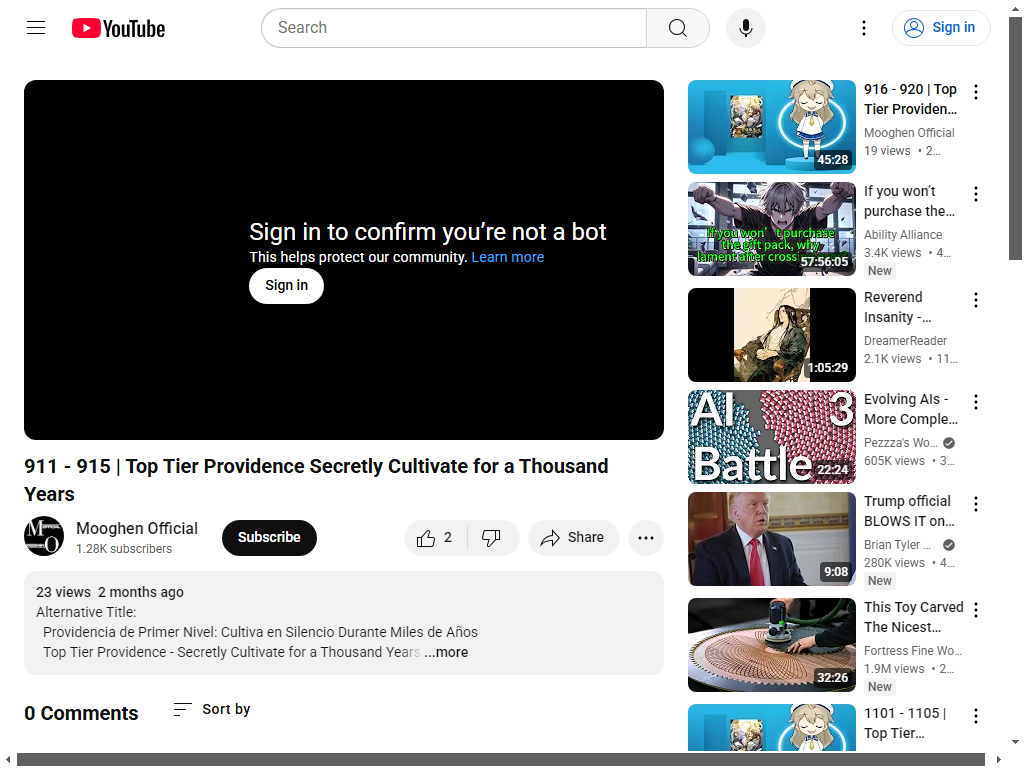 YouTube
Search
Sign in
Sign in to confirm you’re not a bot
This helps protect our community. Learn more
Sign in
911 - 915 | Top Tier Providence Secretly Cultivate for a Thousand
Years
Mooghen Official
1.28K subscribers
Subscribe
2
Share
23 views 2 months ago
Alternative Title:
Providencia de Primer Nivel: Cultiva en Silencio Durante Miles de Años
Top Tier Providence - Secretly Cultivate for a Thousand Years ...more
0 Comments
Sort by
45:28
916 - 920 | Top
Tier Providen...
Mooghen Official
19 views • 2...
If you won’t purchase
the gift pack, why
lament after cross
57:56:05
If you won’t
purchase the...
Ability Alliance
3.4K views • 4...
New
1:05:29
Reverend
Insanity -...
DreamerReader
2.1K views • 11...
AI 3
Battle
22:24
Evolving AIs -
More Comple...
Pezzza's Wo...
605K views • 3...
9:08
Trump official
BLOWS IT on...
Brian Tyler ...
280K views • 4...
New
32:26
This Toy Carved
The Nicest...
Fortress Fine Wo...
1.9M views • 2...
New
1101 - 1105 |
Top Tier...